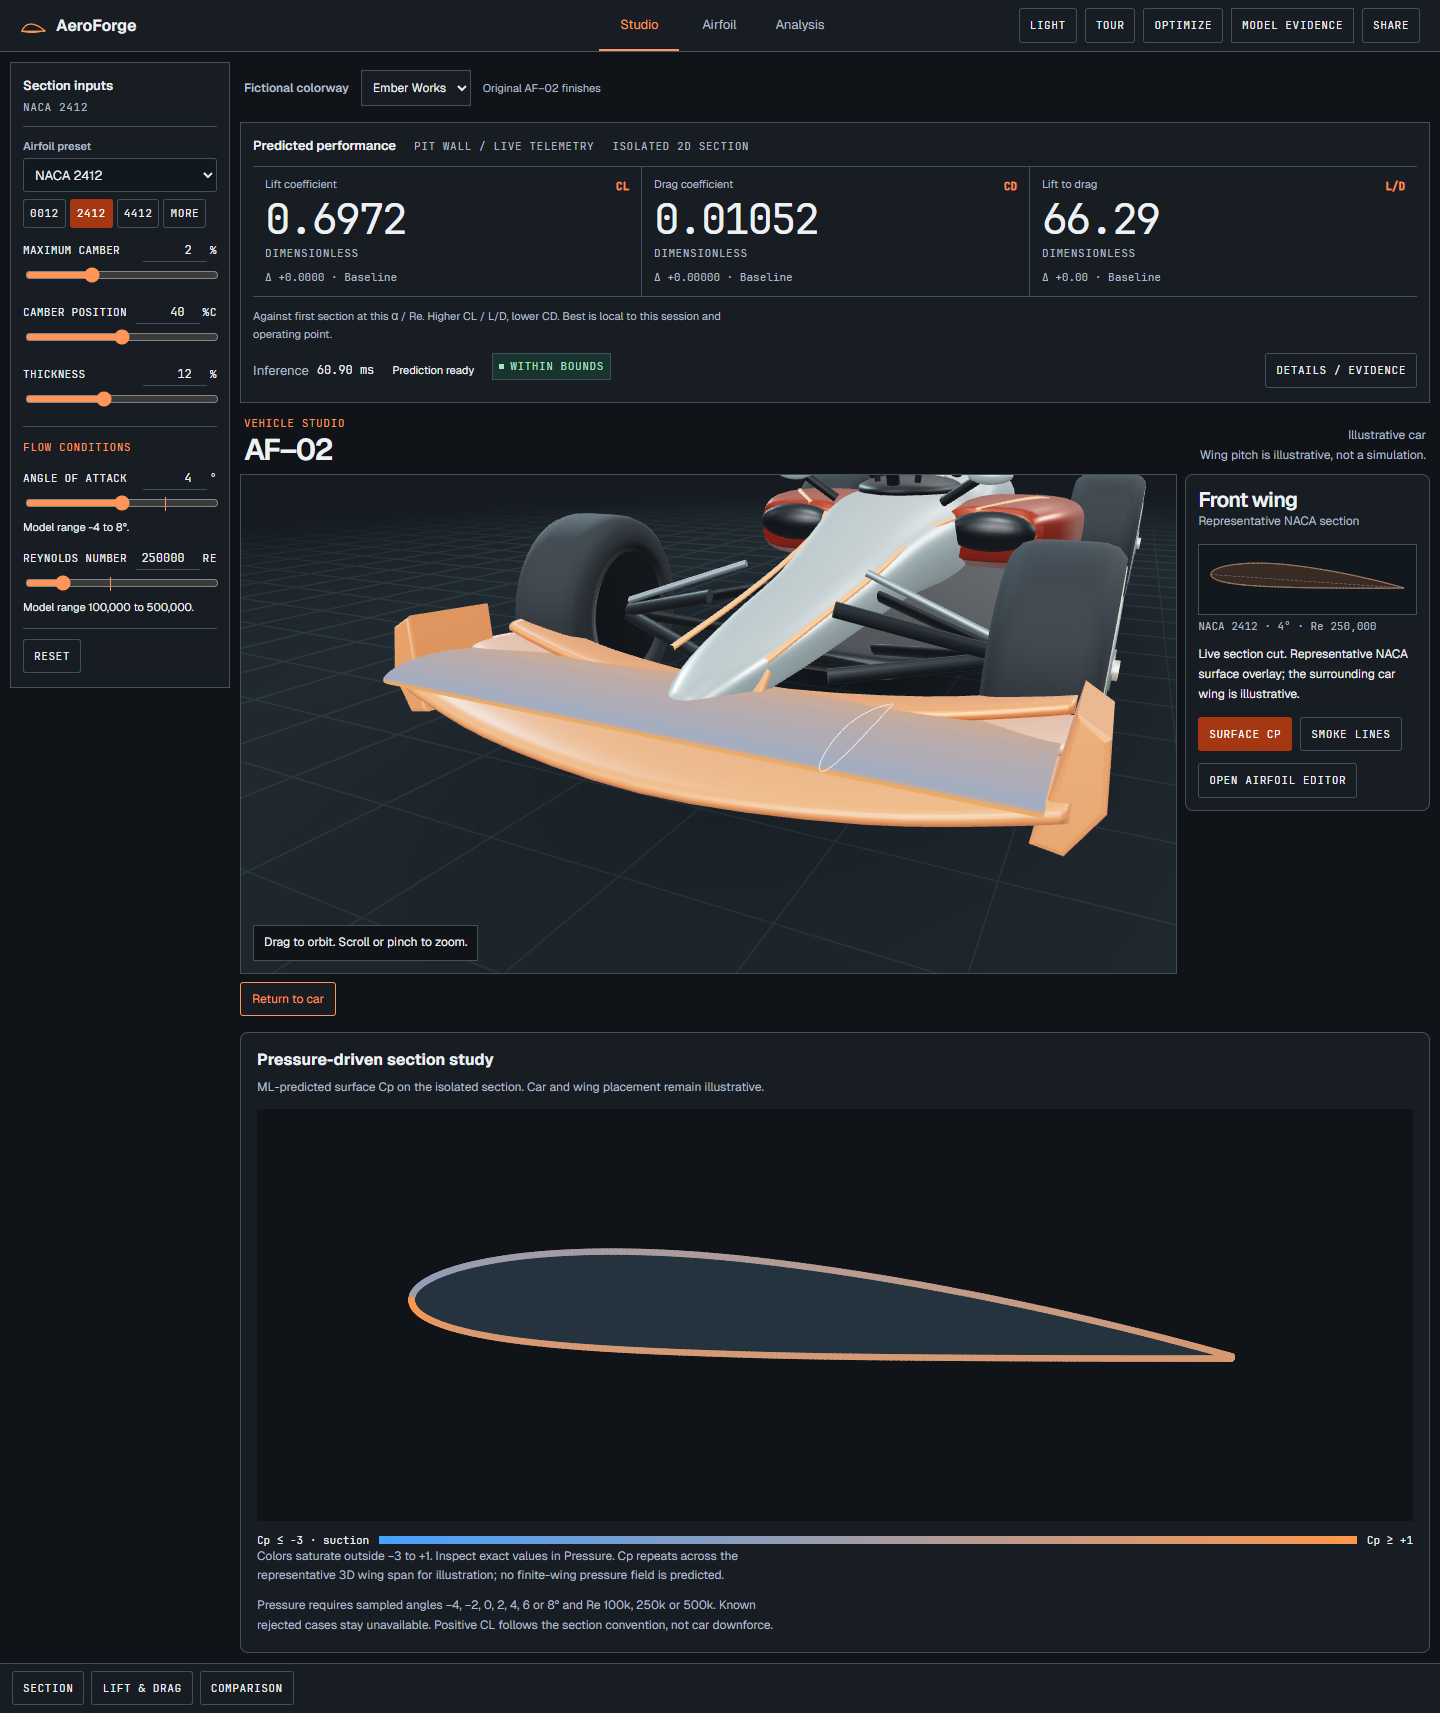 AeroForge
Studio
Airfoil
Analysis
LIGHT
TOUR
OPTIMIZE
MODEL EVIDENCE
SHARE
Section inputs
NACA 2412
Airfoil preset
NACA 2412
0012
2412
4412
MORE
MAXIMUM CAMBER 2 %
CAMBER POSITION 40 %C
THICKNESS 12 %
FLOW CONDITIONS
ANGLE OF ATTACK 4 °
Model range -4 to 8°.
REYNOLDS NUMBER 250000 RE
Model range 100,000 to 500,000.
RESET
Fictional colorway
Ember Works
Original AF–02 finishes
Predicted performance
PIT WALL / LIVE TELEMETRY
ISOLATED 2D SECTION
Lift coefficient CL
0.6972
DIMENSIONLESS
Δ +0.0000 · Baseline
Drag coefficient CD
0.01052
DIMENSIONLESS
Δ +0.00000 · Baseline
Lift to drag L/D
66.29
DIMENSIONLESS
Δ +0.00 · Baseline
Against first section at this α / Re. Higher CL / L/D, lower CD. Best is local to this session and
operating point.
Inference 60.90 ms
Prediction ready
WITHIN BOUNDS
DETAILS / EVIDENCE
VEHICLE STUDIO
AF–02
Illustrative car
Wing pitch is illustrative, not a simulation.
Drag to orbit. Scroll or pinch to zoom.
Return to car
Front wing
Representative NACA section
NACA 2412 · 4° · Re 250,000
Live section cut. Representative NACA
surface overlay; the surrounding car
wing is illustrative.
SURFACE CP
SMOKE LINES
OPEN AIRFOIL EDITOR
Pressure-driven section study
ML-predicted surface Cp on the isolated section. Car and wing placement remain illustrative.
Cp ≤ -3 · suction
Cp ≥ +1
Colors saturate outside −3 to +1. Inspect exact values in Pressure. Cp repeats across the
representative 3D wing span for illustration; no finite-wing pressure field is predicted.
Pressure requires sampled angles −4, −2, 0, 2, 4, 6 or 8° and Re 100k, 250k or 500k. Known
rejected cases stay unavailable. Positive CL follows the section convention, not car downforce.
SECTION
LIFT & DRAG
COMPARISON